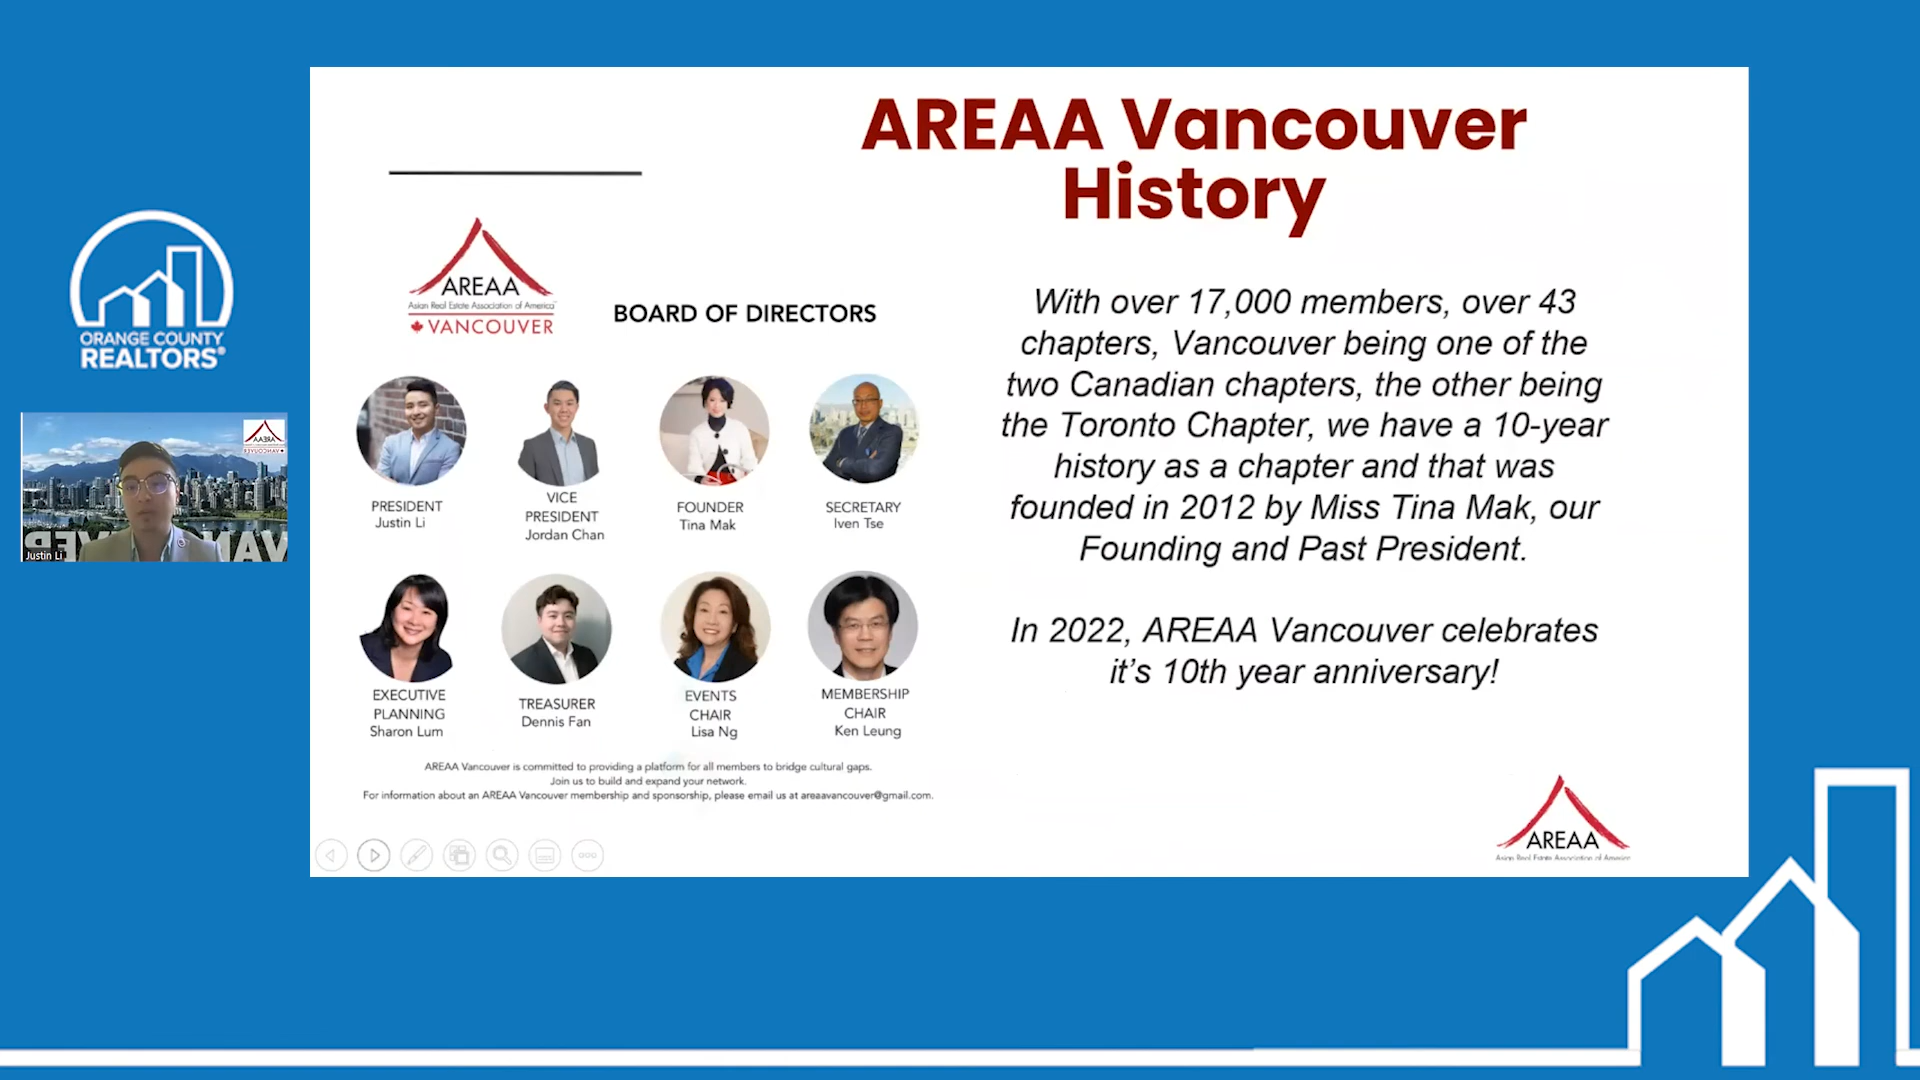 AREAA Vancouver
History
ORANGE COUNTY
REALTORS®
Justin Li
AREAA
Asian Real Estate Association of America
VANCOUVER
BOARD OF DIRECTORS
PRESIDENT
Justin Li
VICE
PRESIDENT
Jordan Chan
FOUNDER
Tina Mak
SECRETARY
Iven Tse
EXECUTIVE
PLANNING
Sharon Lum
TREASURER
Dennis Fan
EVENTS
CHAIR
Lisa Ng
MEMBERSHIP
CHAIR
Ken Leung
AREAA Vancouver is committed to providing a platform for all members to bridge cultural gaps.
Join us to build and expand your network.
For information about an AREAA Vancouver membership and sponsorship, please email us at areaavancouver@gmail.com.
With over 17,000 members, over 43
chapters, Vancouver being one of the
two Canadian chapters, the other being
the Toronto Chapter, we have a 10-year
history as a chapter and that was
founded in 2012 by Miss Tina Mak, our
Founding and Past President.
In 2022, AREAA Vancouver celebrates
it's 10th year anniversary!
AREAA
Asian Real Estate Association of America